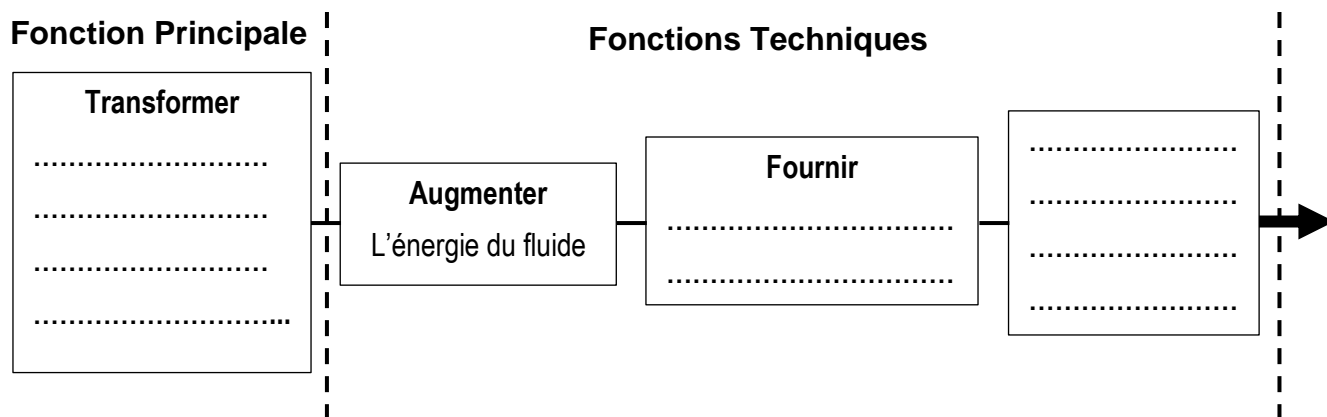 Fonction Principale
Fonctions Techniques
Transformer
………………………
………………………
………………………
………………………...
Augmenter
L'énergie du fluide
Fournir
……………………………
……………………………
……………………
……………………
……………………
……………………